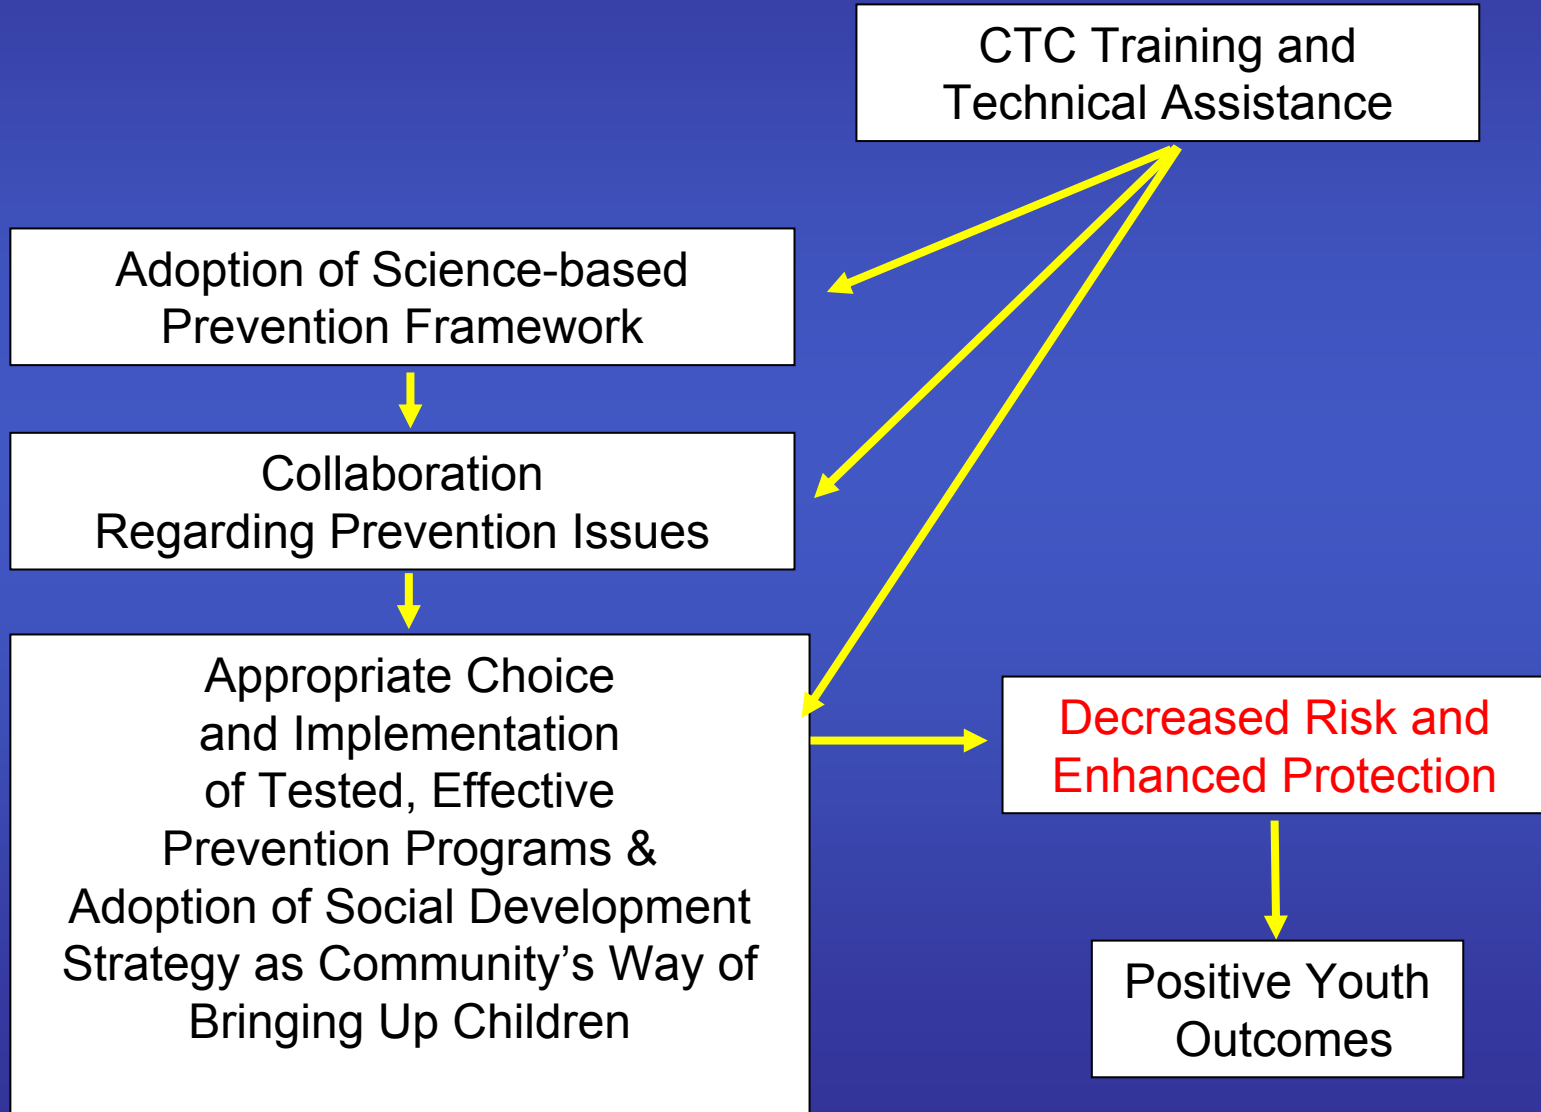 CTC Training and
Technical Assistance
Adoption of Science-based
Prevention Framework
Collaboration
Regarding Prevention Issues
Appropriate Choice
and Implementation
of Tested, Effective
Prevention Programs &
Adoption of Social Development
Strategy as Community’s Way of
Bringing Up Children
Decreased Risk and
Enhanced Protection
Positive Youth
Outcomes